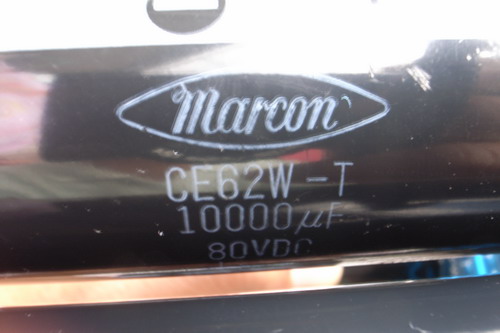 Marcon
CE62W-T
10000μF
80VDC